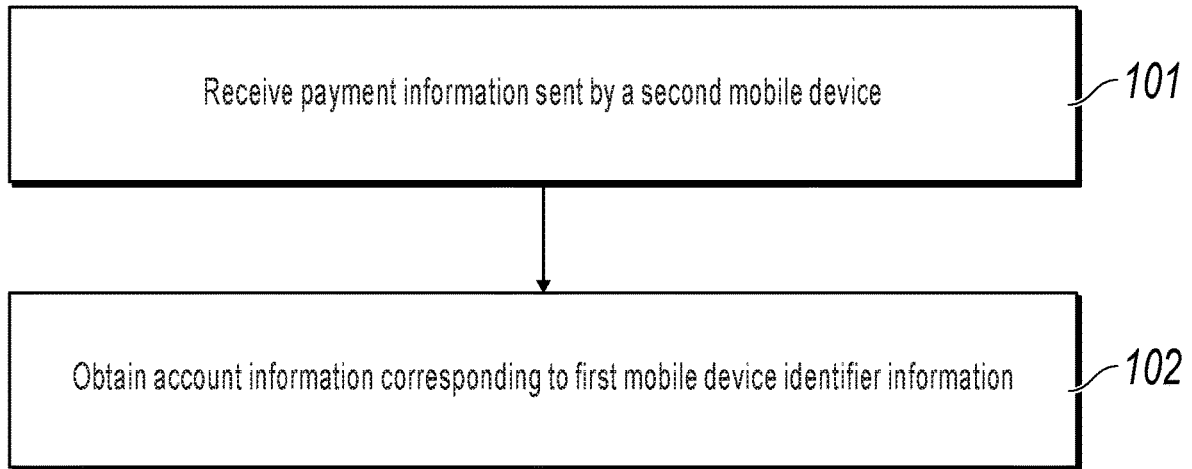 Receive payment information sent by a second mobile device
101
Obtain account information corresponding to first mobile device identifier information
102